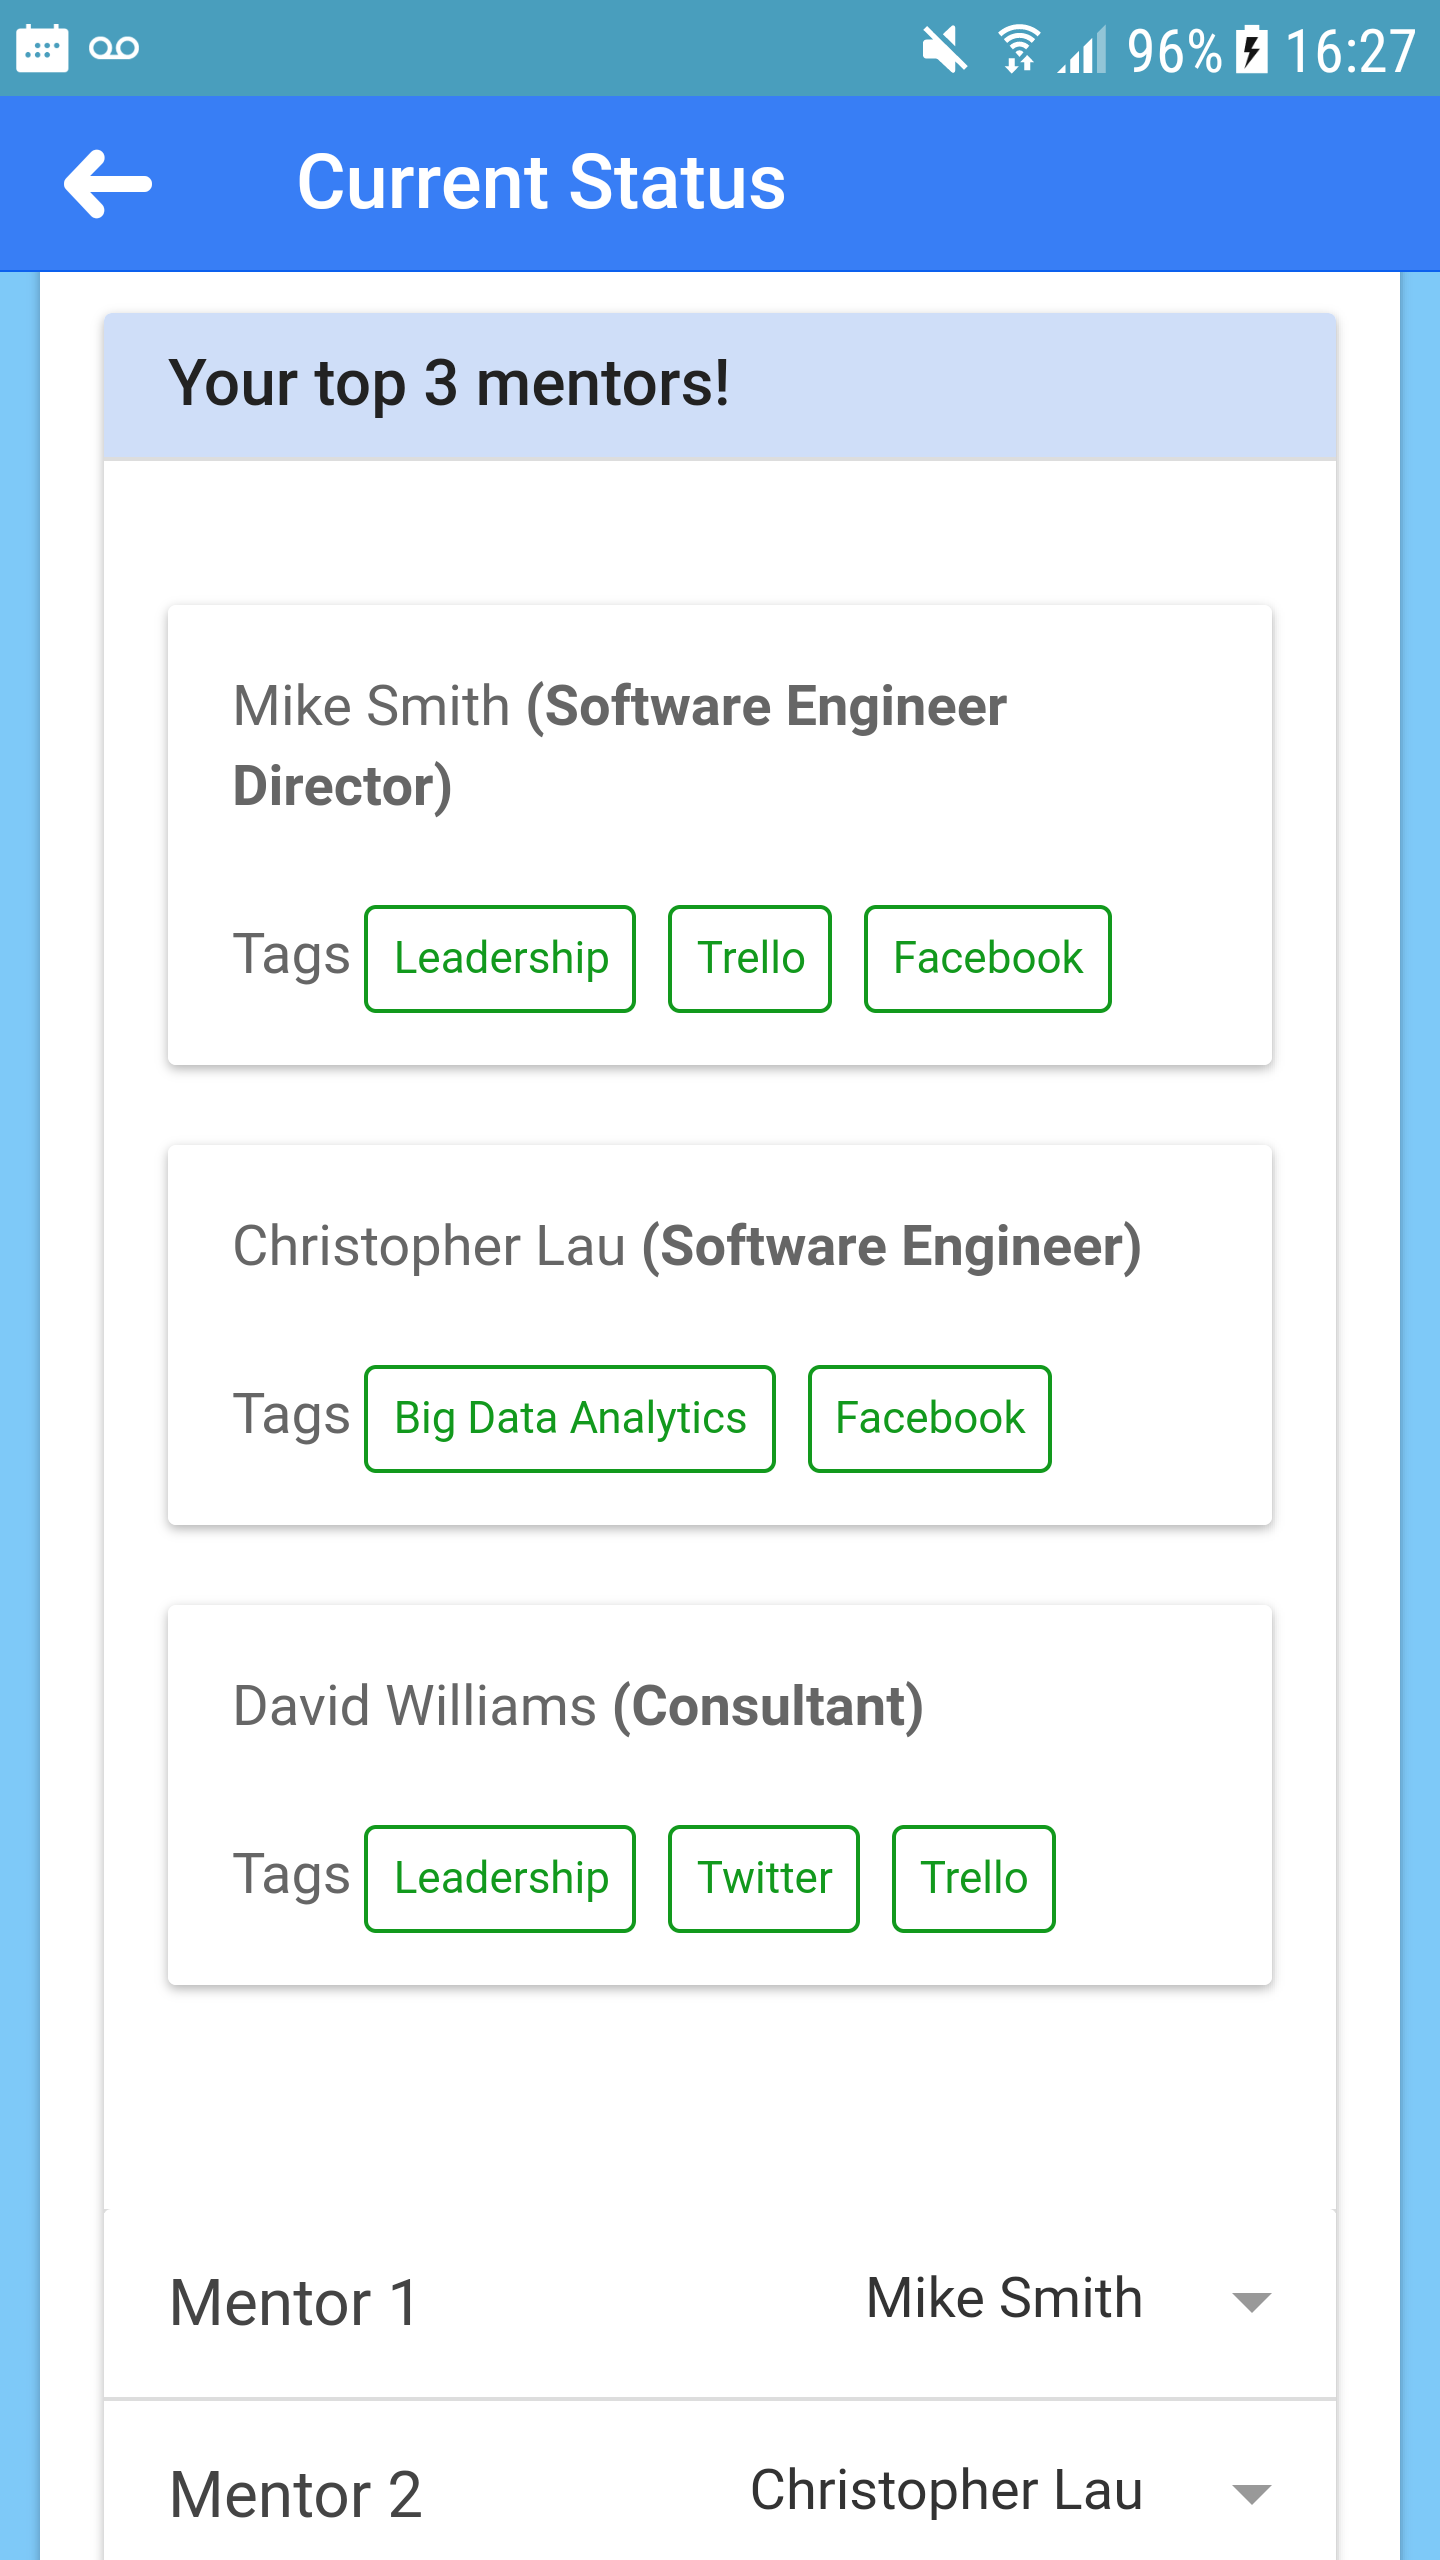 96% 16:27
Current Status
Your top 3 mentors!
Mike Smith (Software Engineer
Director)
Tags Leadership Trello Facebook
Christopher Lau (Software Engineer)
Tags Big Data Analytics Facebook
David Williams (Consultant)
Tags Leadership Twitter Trello
Mentor 1 Mike Smith
Mentor 2 Christopher Lau